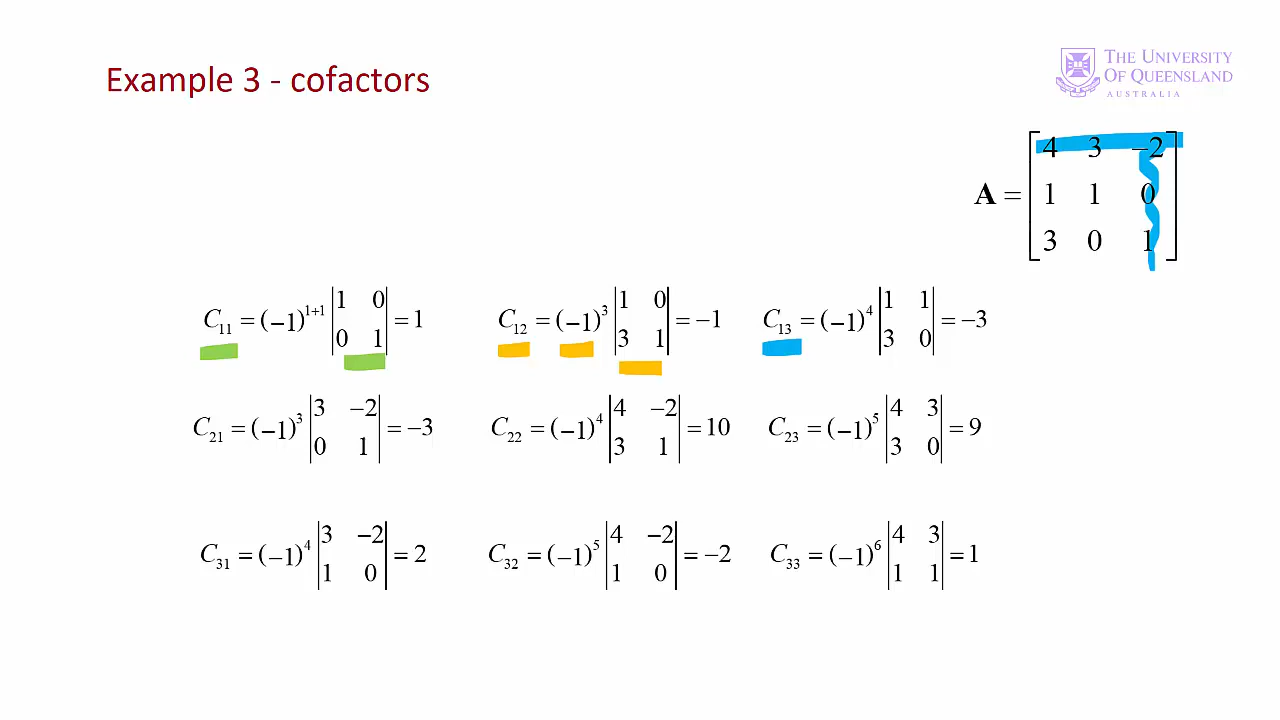 Example 3 - cofactors
THE UNIVERSITY
OF QUEENSLAND
AUSTRALIA
A = [4 3 −2
1 1 0
3 0 1]
C₁₁ = (−1)¹⁺¹ |1 0; 0 1| = 1
C₁₂ = (−1)³ |1 0; 3 1| = −1
C₁₃ = (−1)⁴ |1 1; 3 0| = −3
C₂₁ = (−1)³ |3 −2; 0 1| = −3
C₂₂ = (−1)⁴ |4 −2; 3 1| = 10
C₂₃ = (−1)⁵ |4 3; 3 0| = 9
C₃₁ = (−1)⁴ |3 −2; 1 0| = 2
C₃₂ = (−1)⁵ |4 −2; 1 0| = −2
C₃₃ = (−1)⁶ |4 3; 1 1| = 1